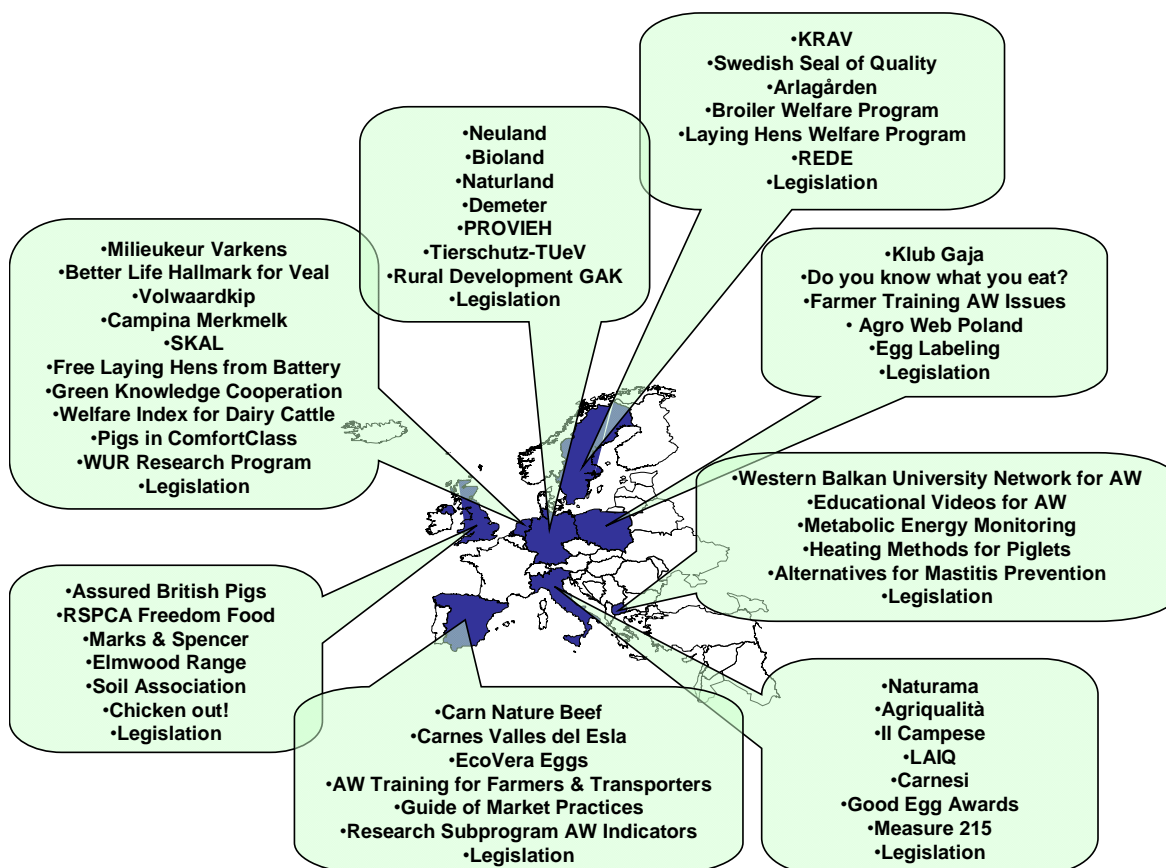 •KRAV
•Swedish Seal of Quality
•Arlagården
•Broiler Welfare Program
•Laying Hens Welfare Program
•REDE
•Legislation
•Neuland
•Bioland
•Naturland
•Demeter
•PROVIEH
•Tierschutz-TUeV
•Rural Development GAK
•Legislation
•Milieukeur Varkens
•Better Life Hallmark for Veal
•Volwaardkip
•Campina Merkmelk
•SKAL
•Free Laying Hens from Battery
•Green Knowledge Cooperation
•Welfare Index for Dairy Cattle
•Pigs in ComfortClass
•WUR Research Program
•Legislation
•Klub Gaja
•Do you know what you eat?
•Farmer Training AW Issues
• Agro Web Poland
•Egg Labeling
•Legislation
•Western Balkan University Network for AW
•Educational Videos for AW
•Metabolic Energy Monitoring
•Heating Methods for Piglets
•Alternatives for Mastitis Prevention
•Legislation
•Assured British Pigs
•RSPCA Freedom Food
•Marks & Spencer
•Elmwood Range
•Soil Association
•Chicken out!
•Legislation
•Carn Nature Beef
•Carnes Valles del Esla
•EcoVera Eggs
•AW Training for Farmers & Transporters
•Guide of Market Practices
•Research Subprogram AW Indicators
•Legislation
•Naturama
•Agriqualità
•Il Campese
•LAIQ
•Carnesi
•Good Egg Awards
•Measure 215
•Legislation